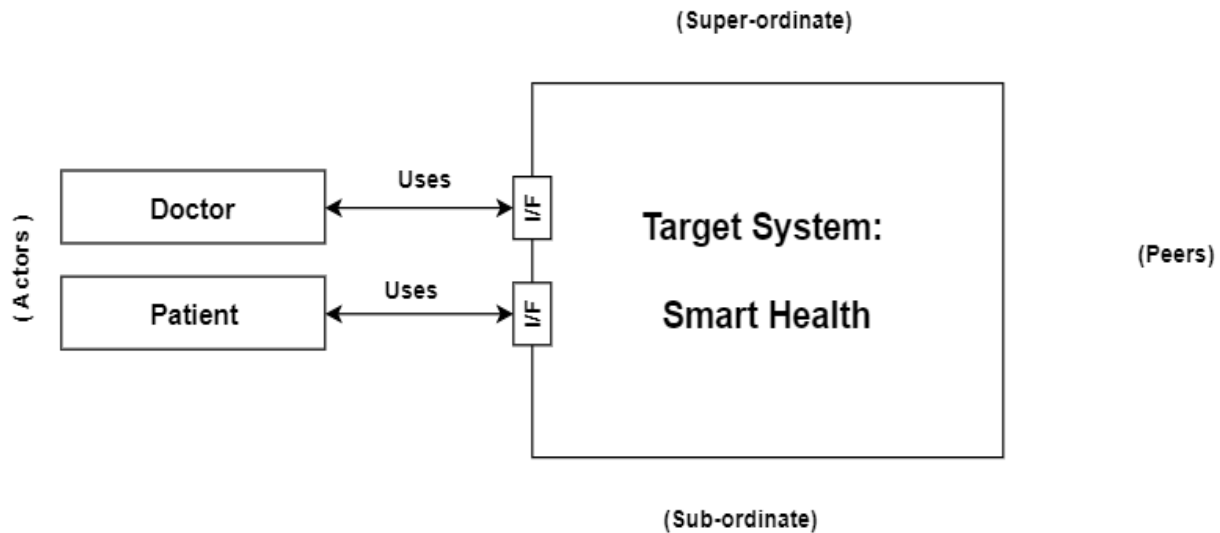 (Super-ordinate)
(Actors)
Doctor
Uses
I/F
Patient
Uses
I/F
Target System:
Smart Health
(Peers)
(Sub-ordinate)